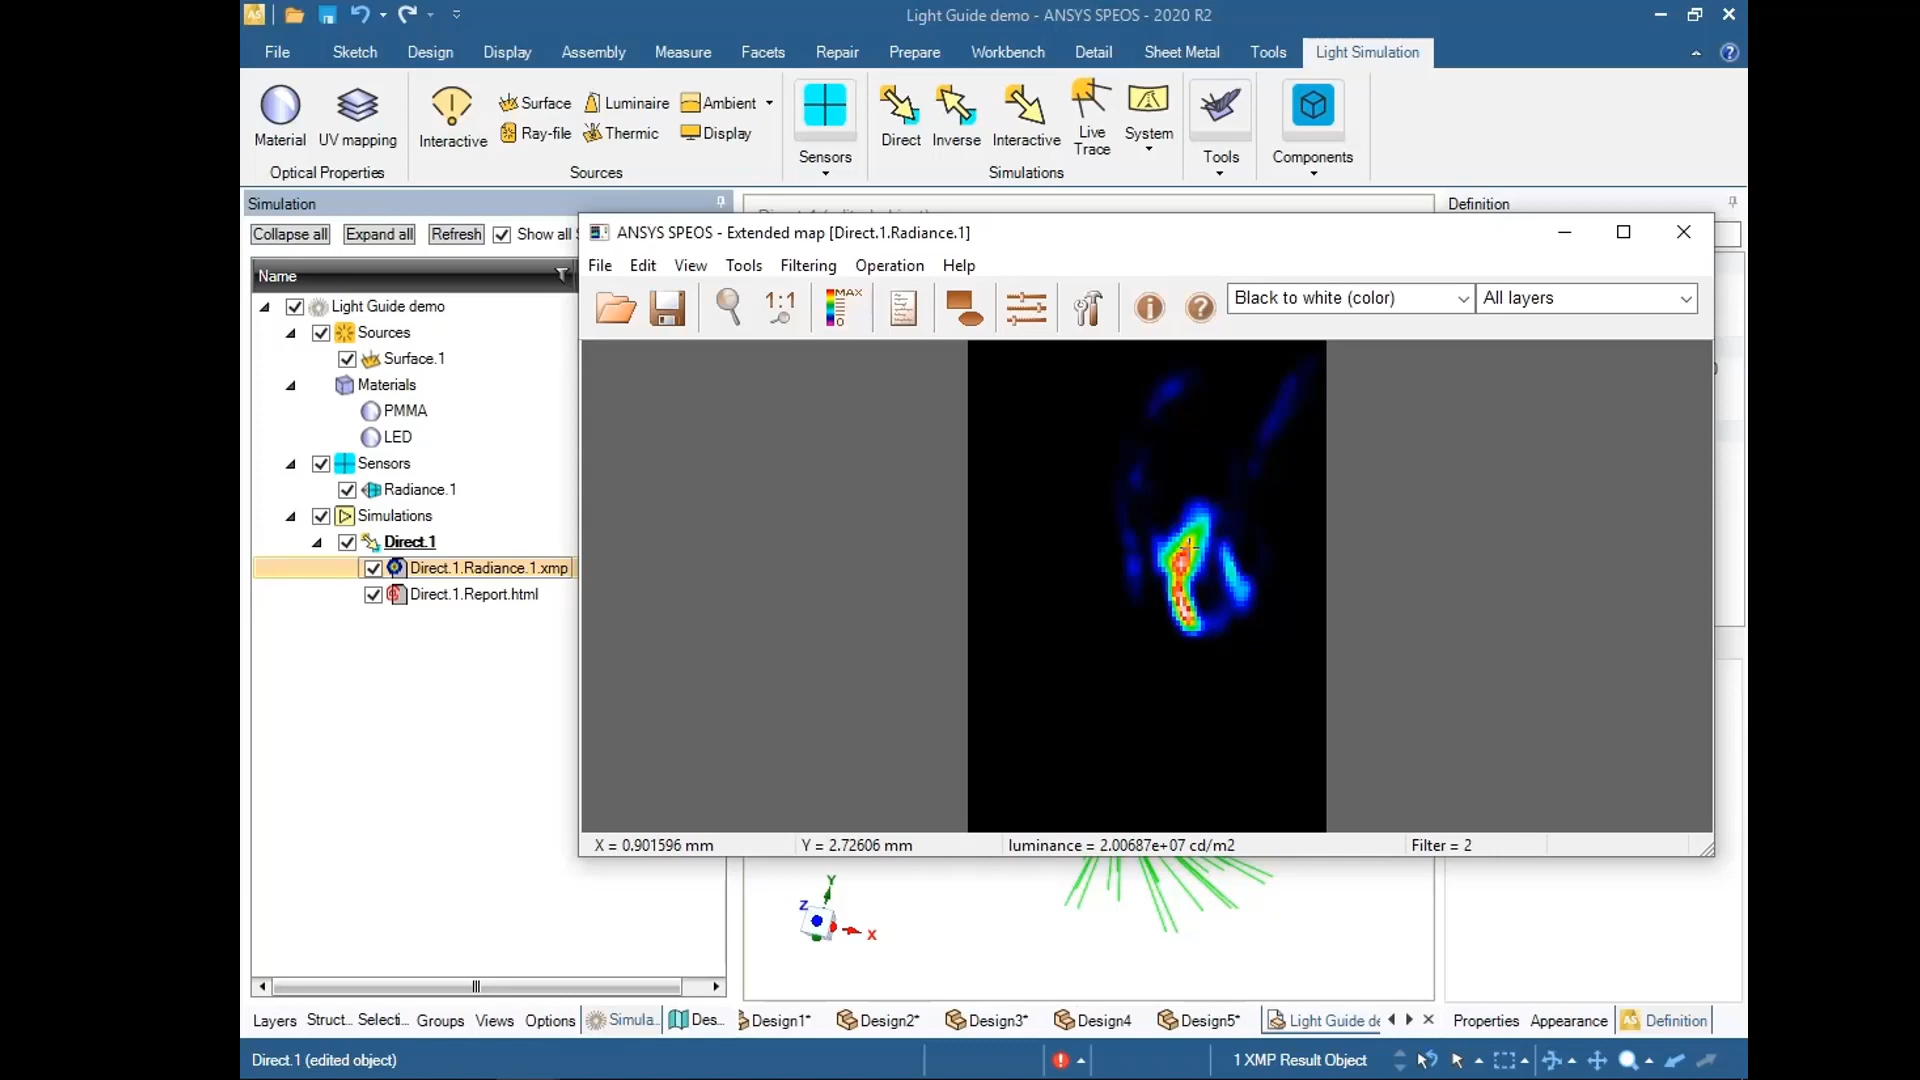 AS
Light Guide demo - ANSYS SPEOS - 2020 R2
File Sketch Design Display Assembly Measure Facets Repair Prepare Workbench Detail Sheet Metal Tools Light Simulation
Material UV mapping
Optical Properties
Interactive
Surface Luminaire Ambient
Ray-file Thermic Display
Sources
Sensors
Direct Inverse Interactive Live Trace System
Simulations
Tools
Components
Simulation
Definition
Collapse all Expand all Refresh Show all
Name
Light Guide demo
Sources
Surface.1
Materials
PMMA
LED
Sensors
Radiance.1
Simulations
Direct.1
Direct.1.Radiance.1.xmp
Direct.1.Report.html
ANSYS SPEOS - Extended map [Direct.1.Radiance.1]
File Edit View Tools Filtering Operation Help
1:1
MAX
0
Black to white (color)
All layers
X = 0.901596 mm
Y = 2.72606 mm
luminance = 2.00687e+07 cd/m2
Filter = 2
Y
Z
X
Layers Struct... Selecti... Groups Views Options Simula... Des...
Design1* Design2* Design3* Design4 Design5* Light Guide de
Properties Appearance AS Definition
Direct.1 (edited object)
1 XMP Result Object